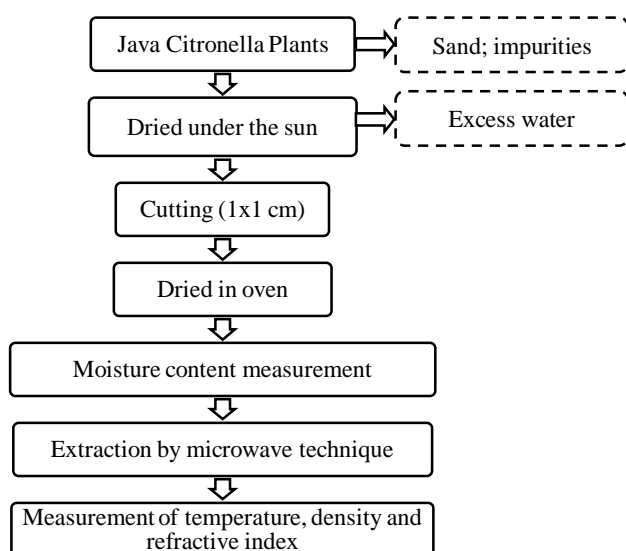 Java Citronella Plants
Sand; impurities
Dried under the sun
Excess water
Cutting (1x1 cm)
Dried in oven
Moisture content measurement
Extraction by microwave technique
Measurement of temperature, density and
refractive index